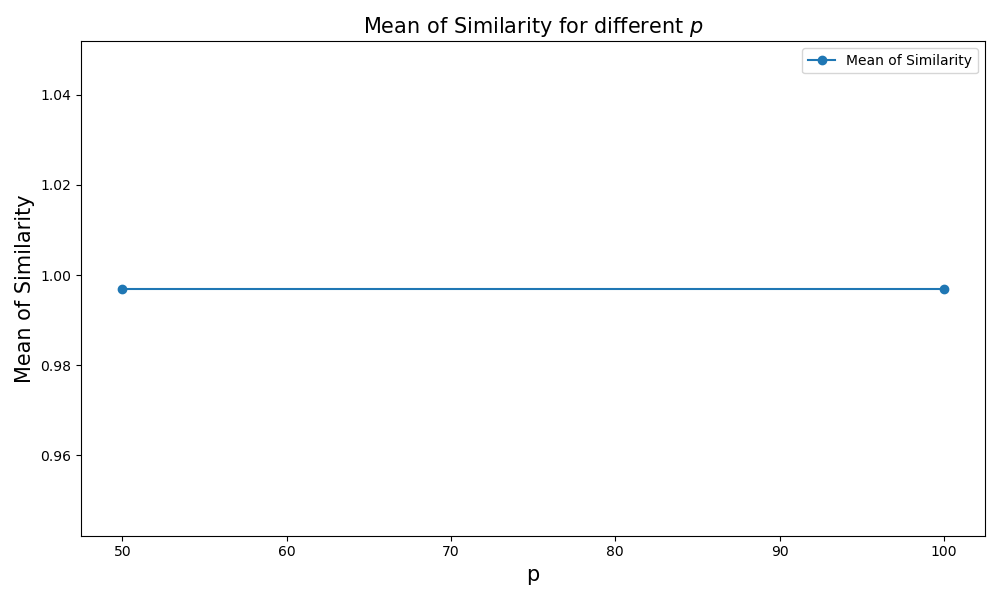 Mean of Similarity for different p
Mean of Similarity
1.04
1.02
1.00
0.98
0.96
Mean of Similarity
50 60 70 80 90 100
p